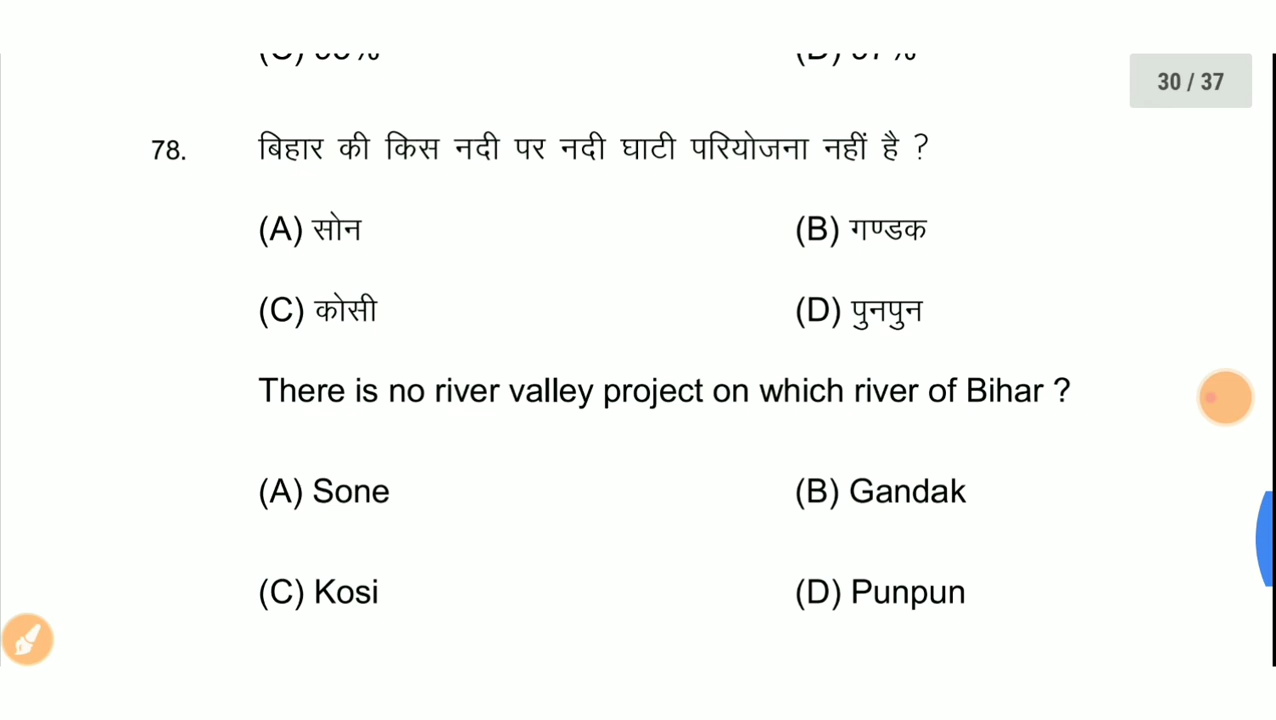 30 / 37
78. बिहार की किस नदी पर नदी घाटी परियोजना नहीं है ?
(A) सोन (B) गण्डक
(C) कोसी (D) पुनपुन
There is no river valley project on which river of Bihar ?
(A) Sone (B) Gandak
(C) Kosi (D) Punpun